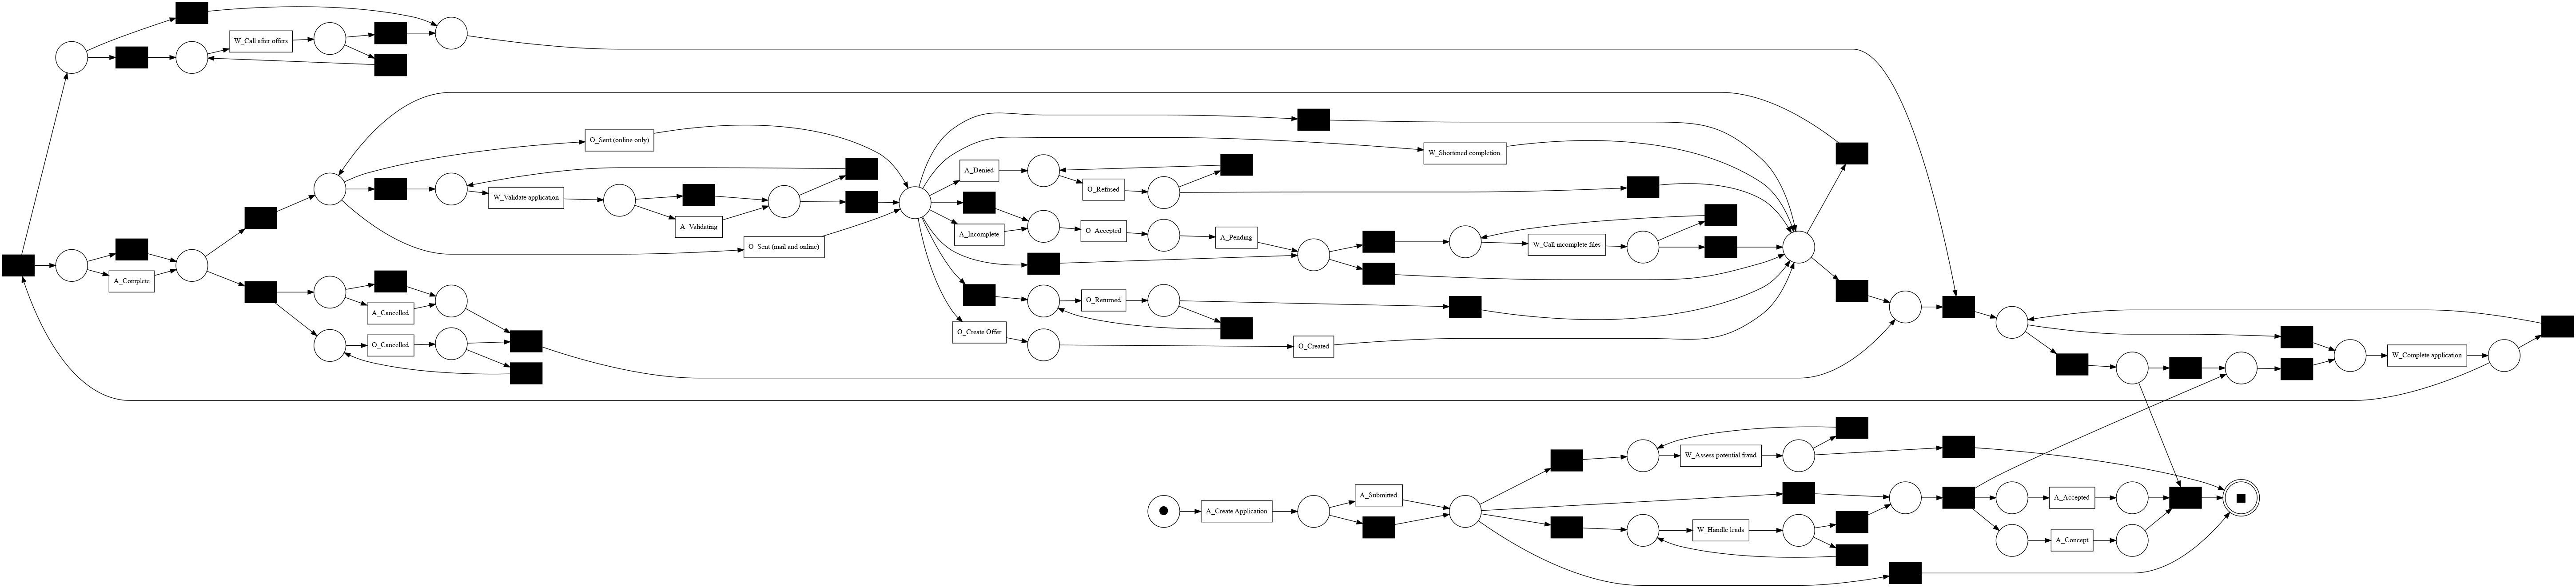 W_Call after offers
O_Sent (online only)
W_Shortened completion
A_Denied
O_Refused
W_Validate application
A_Validating
A_Incomplete
O_Accepted
A_Pending
W_Call incomplete files
O_Sent (mail and online)
A_Complete
A_Cancelled
O_Returned
O_Create Offer
O_Created
O_Cancelled
W_Complete application
W_Assess potential fraud
A_Submitted
A_Accepted
A_Create Application
W_Handle leads
A_Concept